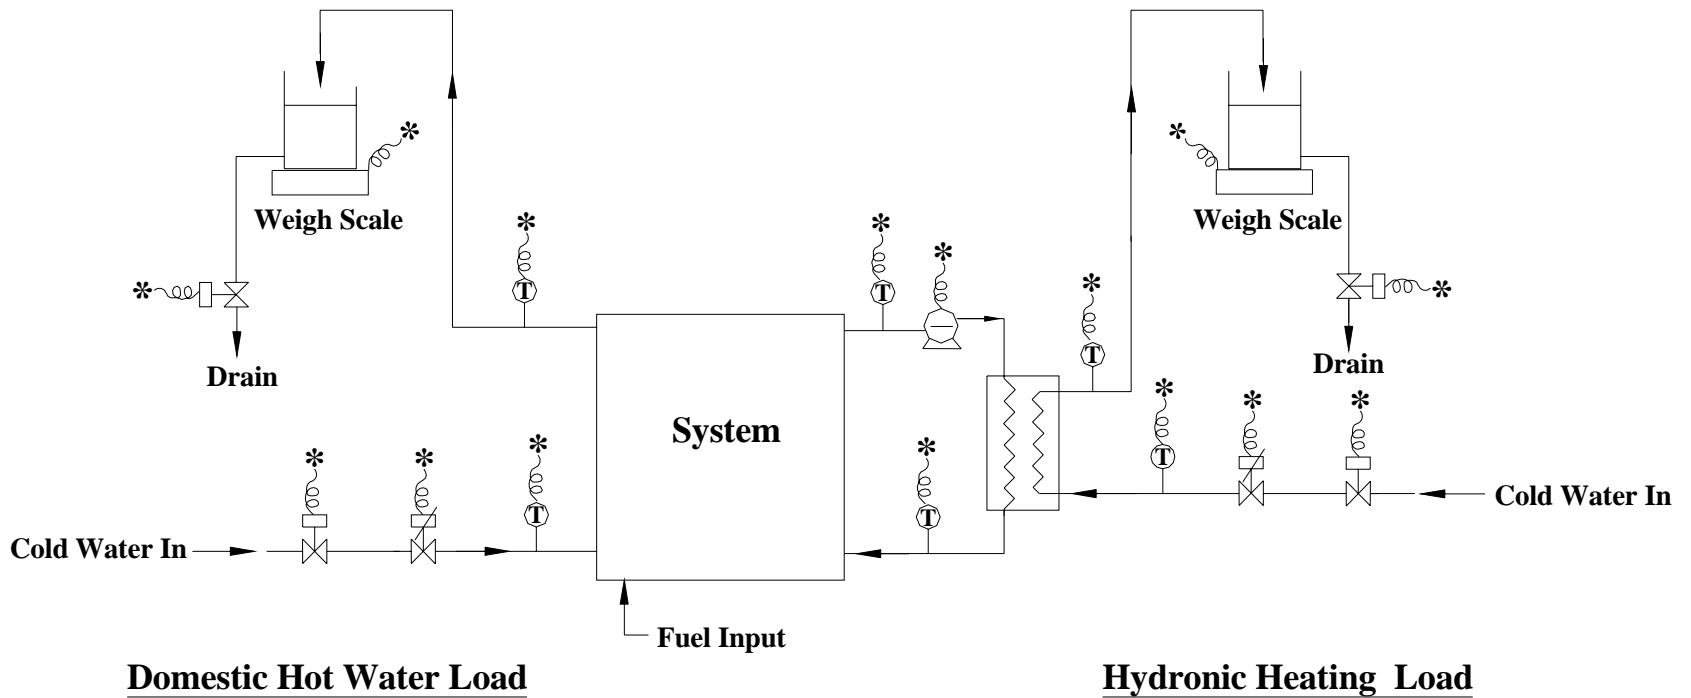 *
*
Weigh Scale
Weigh Scale
*
*
*
*
*
*
*
T
T
T
Drain
Drain
*
*
*
System
*
*
*
*
T
T
T
T
Cold Water In
Cold Water In
Fuel Input
Domestic Hot Water Load
Hydronic Heating Load